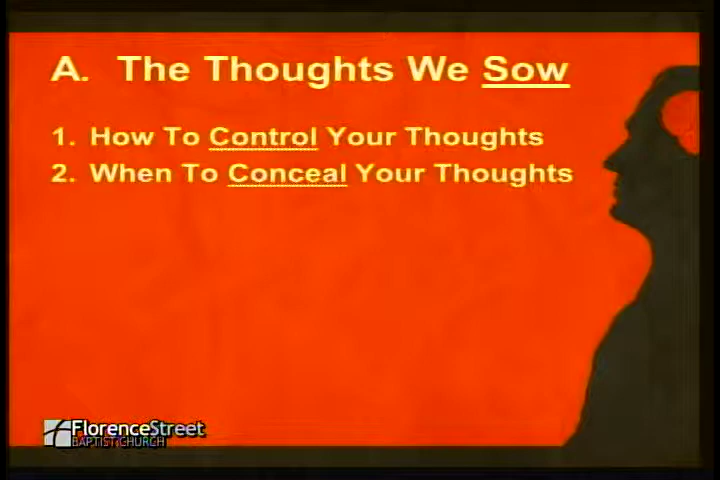 A. The Thoughts We Sow
1. How To Control Your Thoughts
2. When To Conceal Your Thoughts
FlorenceStreet
BAPTIST CHURCH